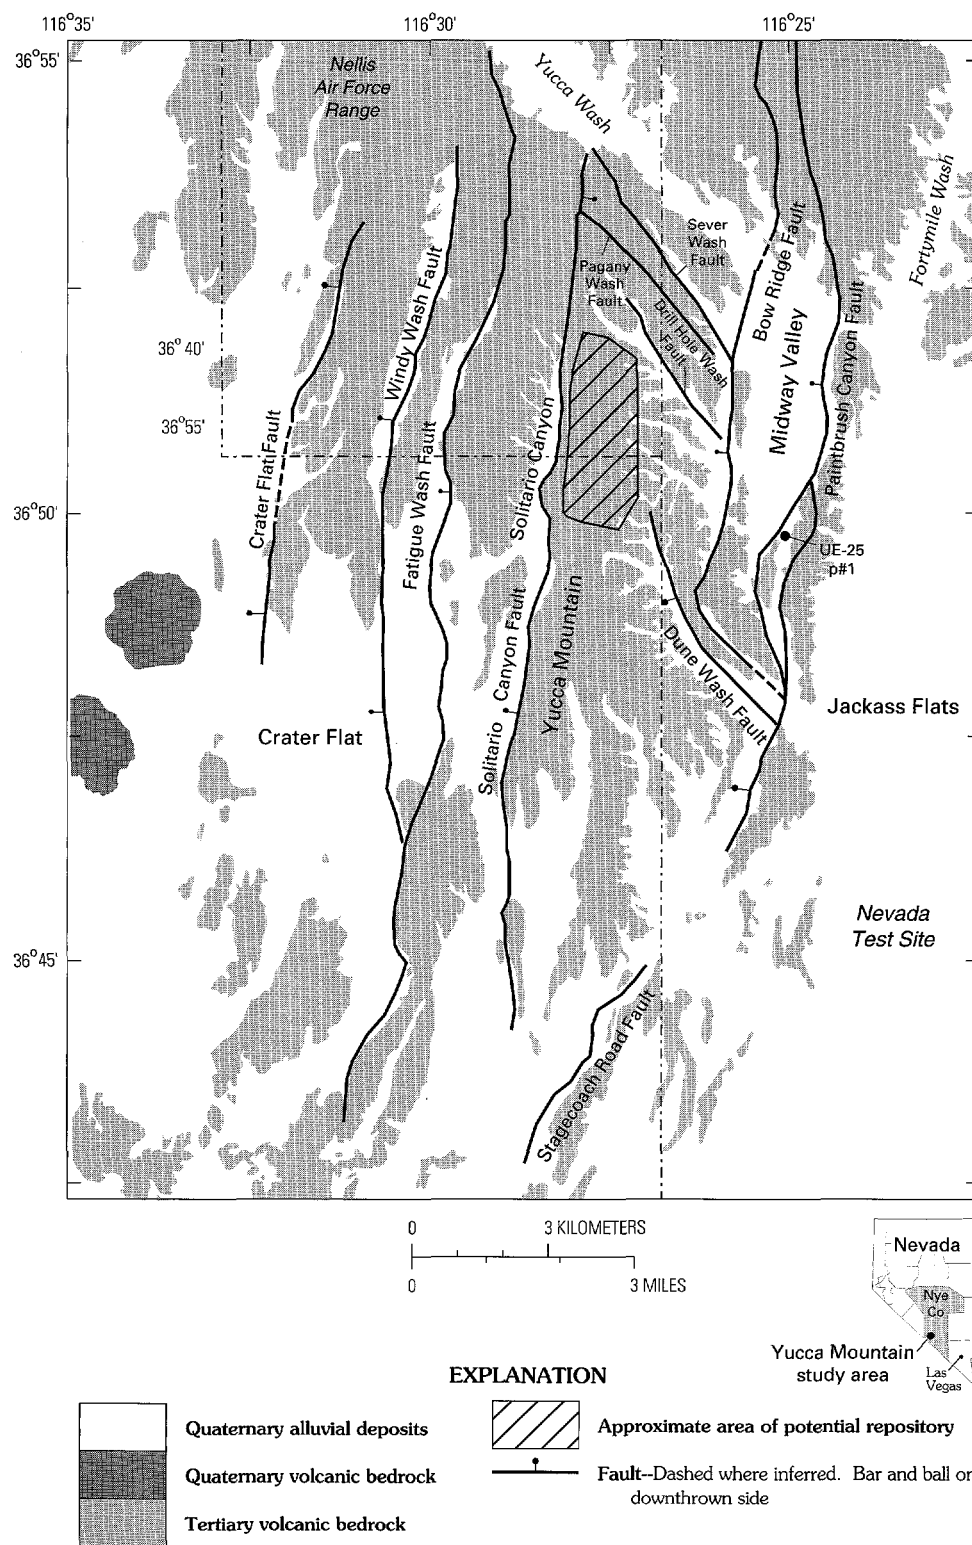 116°35'
116°30'
116°25'
36°55'
Nellis
Air Force
Range
Yucca Wash
Fortymile Wash
Sever
Wash
Fault
Pagany
Wash
Fault
Drill Hole Wash
Fault
Bow Ridge Fault
Midway Valley
Paintbrush Canyon Fault
Windy Wash Fault
36° 40'
36°55'
Crater Flat Fault
Fatigue Wash Fault
Solitario Canyon
36°50'
UE-25
p#1
Solitario Canyon Fault
Yucca Mountain
Dune Wash Fault
Jackass Flats
Crater Flat
Nevada
Test Site
36°45'
Stagecoach Road Fault
0 3 KILOMETERS
0 3 MILES
Nevada
Nye
Co
Yucca Mountain
study area
Las
Vegas
EXPLANATION
Quaternary alluvial deposits
Approximate area of potential repository
Quaternary volcanic bedrock
Fault--Dashed where inferred. Bar and ball on
downthrown side
Tertiary volcanic bedrock